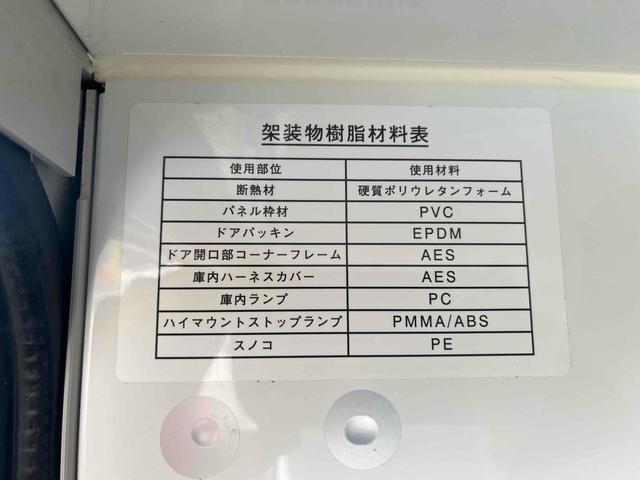 架装物樹脂材料表
使用部位 使用材料
断熱材 硬質ポリウレタンフォーム
パネル枠材 PVC
ドアパッキン EPDM
ドア開口部コーナーフレーム AES
庫内ハーネスカバー AES
庫内ランプ PC
ハイマウントストップランプ PMMA/ABS
スノコ PE